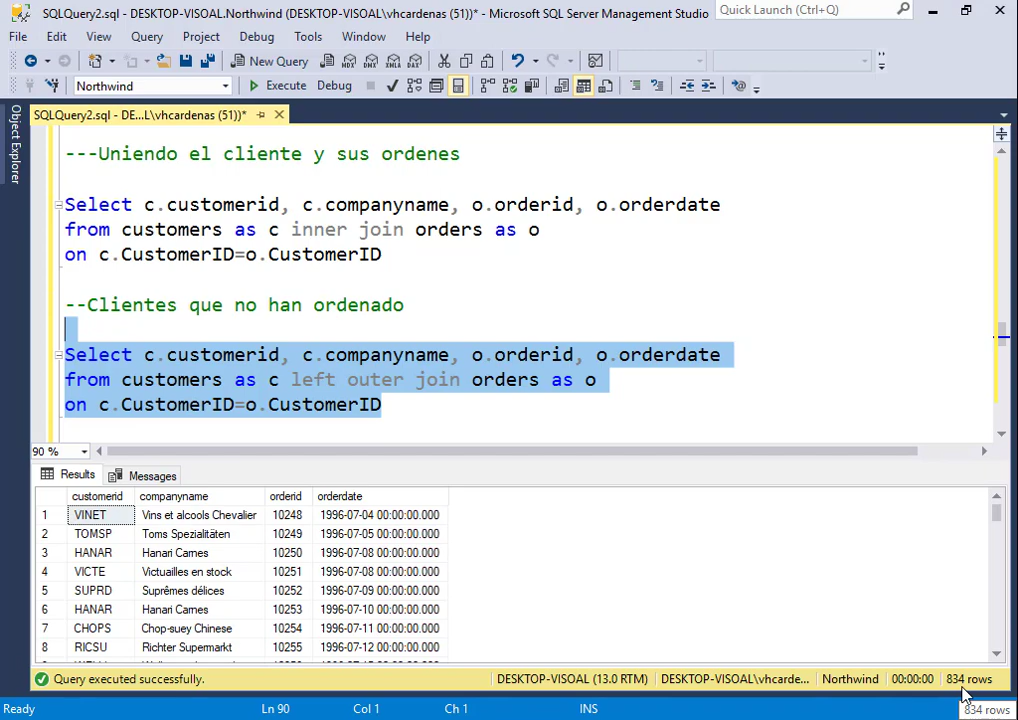 SQLQuery2.sql - DESKTOP-VISOAL.Northwind (DESKTOP-VISOAL\vhcardenas (51))* - Microsoft SQL Server Management Studio
Quick Launch (Ctrl+Q)
File Edit View Query Project Debug Tools Window Help
New Query MDX DMX XMLA DAX
Northwind Execute Debug
SQLQuery2.sql - DE...L\vhcardenas (51))*
Object Explorer
---Uniendo el cliente y sus ordenes
Select c.customerid, c.companyname, o.orderid, o.orderdate
from customers as c inner join orders as o
on c.CustomerID=o.CustomerID
--Clientes que no han ordenado
Select c.customerid, c.companyname, o.orderid, o.orderdate
from customers as c left outer join orders as o
on c.CustomerID=o.CustomerID
90 %
Results Messages
customerid companyname orderid orderdate
1 VINET Vins et alcools Chevalier 10248 1996-07-04 00:00:00.000
2 TOMSP Toms Spezialitäten 10249 1996-07-05 00:00:00.000
3 HANAR Hanari Carnes 10250 1996-07-08 00:00:00.000
4 VICTE Victuailles en stock 10251 1996-07-08 00:00:00.000
5 SUPRD Suprêmes délices 10252 1996-07-09 00:00:00.000
6 HANAR Hanari Carnes 10253 1996-07-10 00:00:00.000
7 CHOPS Chop-suey Chinese 10254 1996-07-11 00:00:00.000
8 RICSU Richter Supermarkt 10255 1996-07-12 00:00:00.000
Query executed successfully. DESKTOP-VISOAL (13.0 RTM) DESKTOP-VISOAL\vhcarde... Northwind 00:00:00 834 rows
Ready Ln 90 Col 1 Ch 1 INS 834 rows